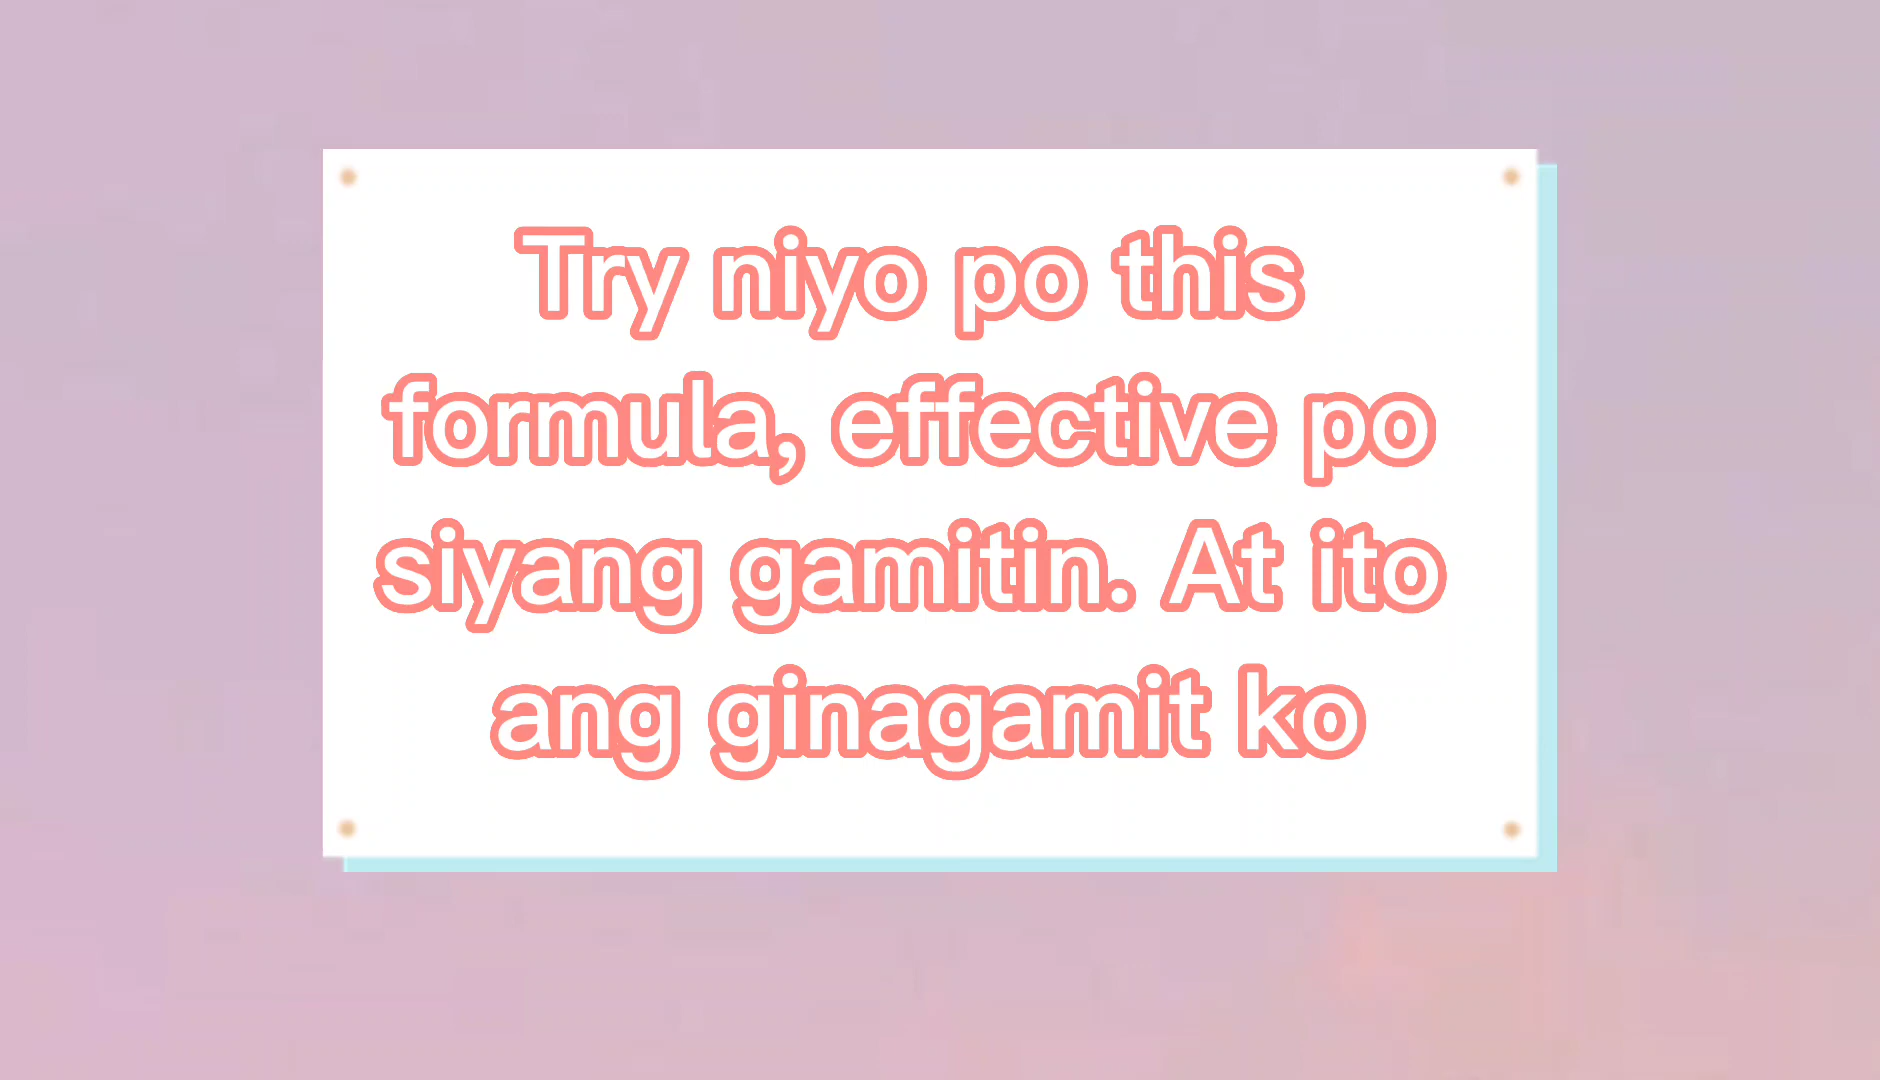 Try niyo po this
formula, effective po
siyang gamitin. At ito
ang ginagamit ko